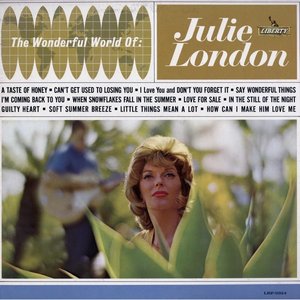 The Wonderful World Of:
Julie London
LIBERTY
A TASTE OF HONEY • CAN'T GET USED TO LOSING YOU • I Love You and DON'T YOU FORGET IT • SAY WONDERFUL THINGS
I'M COMING BACK TO YOU • WHEN SNOWFLAKES FALL IN THE SUMMER • LOVE FOR SALE • IN THE STILL OF THE NIGHT
GUILTY HEART • SOFT SUMMER BREEZE • LITTLE THINGS MEAN A LOT • HOW CAN I MAKE HIM LOVE ME